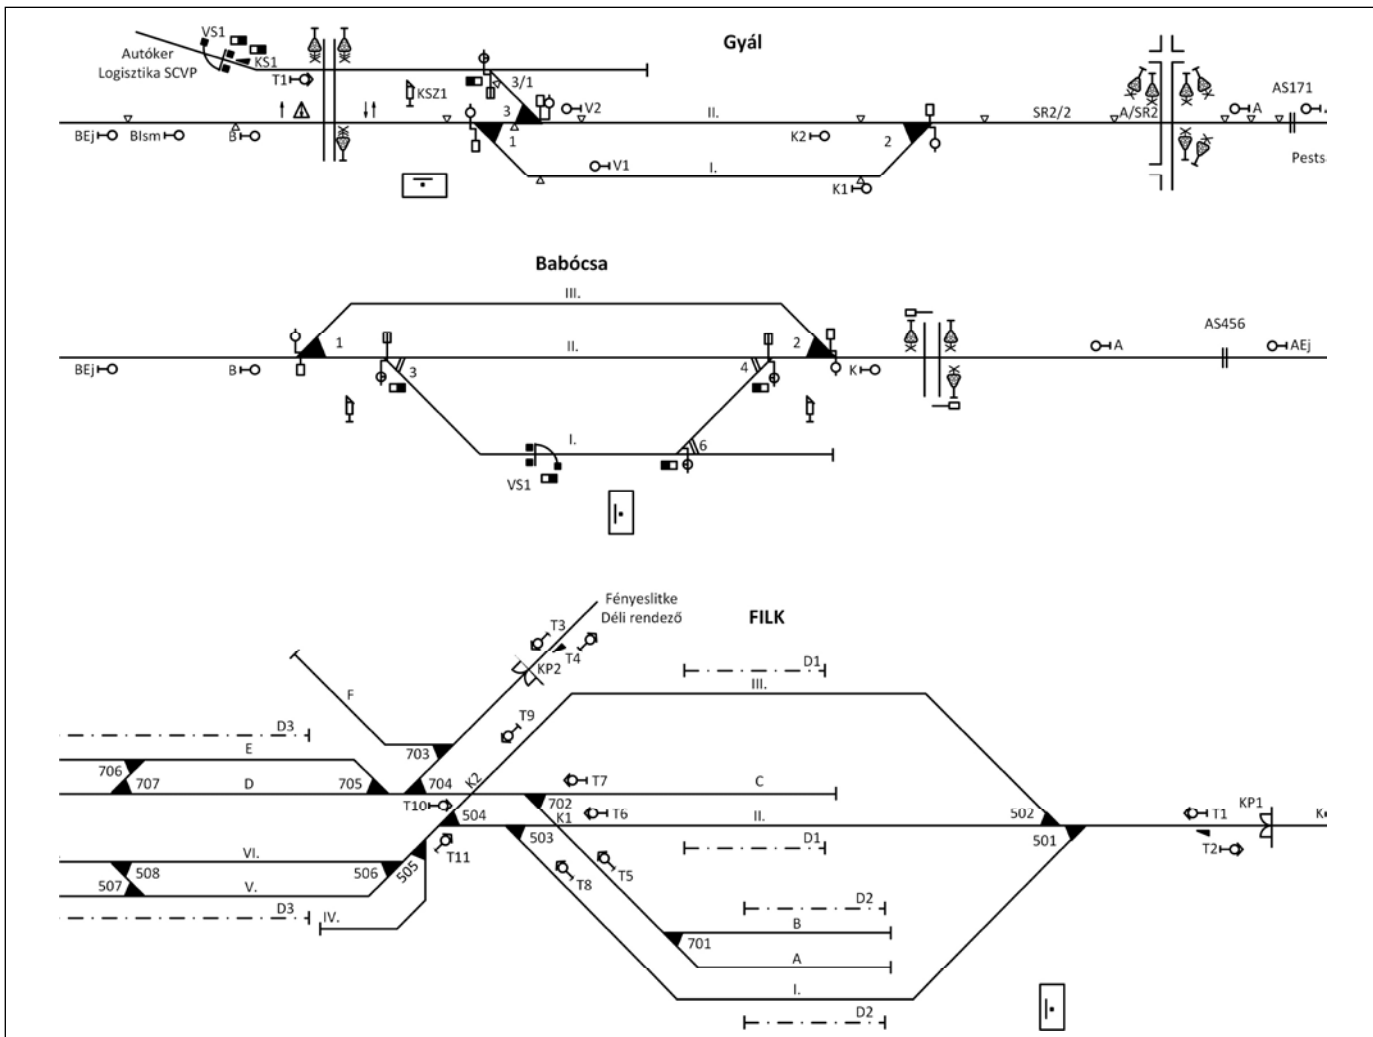 Gyál
VS1
KS1
Autóker
Logisztika SCVP
T1
KSZ1
3/1
3
V2
II.
SR2/2
A/SR2
A
AS171
BEj
BIsm
B
1
K2
2
V1
I.
K1
Pests
Babócsa
III.
1
II.
2
K
A
AS456
AEj
BEj
B
3
4
I.
6
VS1
Fényeslitke
Déli rendező
FILK
T3
T4
KP2
D1
III.
F
T9
D3
E
703
706
707
D
705
704
K2
T7
C
T10
504
702
K1
T6
II.
502
T1
KP1
K
503
D1
501
T2
VI.
T11
508
506
505
T8
T5
507
V.
D3
IV.
D2
B
701
A
I.
D2